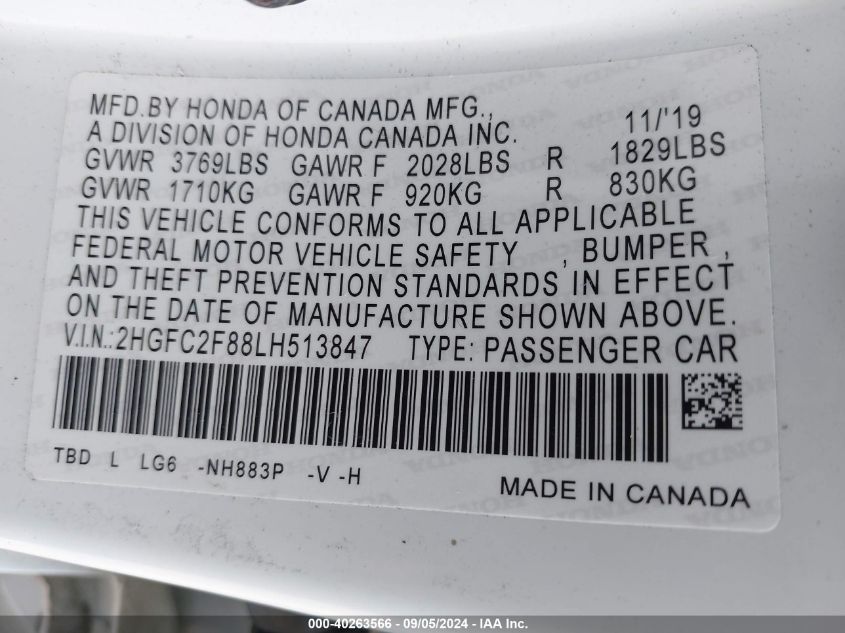 MFD.BY HONDA OF CANADA MFG.,
A DIVISION OF HONDA CANADA INC. 11/'19
GVWR 3769LBS GAWR F 2028LBS R 1829LBS
GVWR 1710KG GAWR F 920KG R 830KG
THIS VEHICLE CONFORMS TO ALL APPLICABLE
FEDERAL MOTOR VEHICLE SAFETY , BUMPER ,
AND THEFT PREVENTION STANDARDS IN EFFECT
ON THE DATE OF MANUFACTURE SHOWN ABOVE.
V.I.N.:2HGFC2F88LH513847 TYPE: PASSENGER CAR
TBD L LG6 -NH883P -V -H
MADE IN CANADA
000-40263566 - 09/05/2024 - IAA Inc.